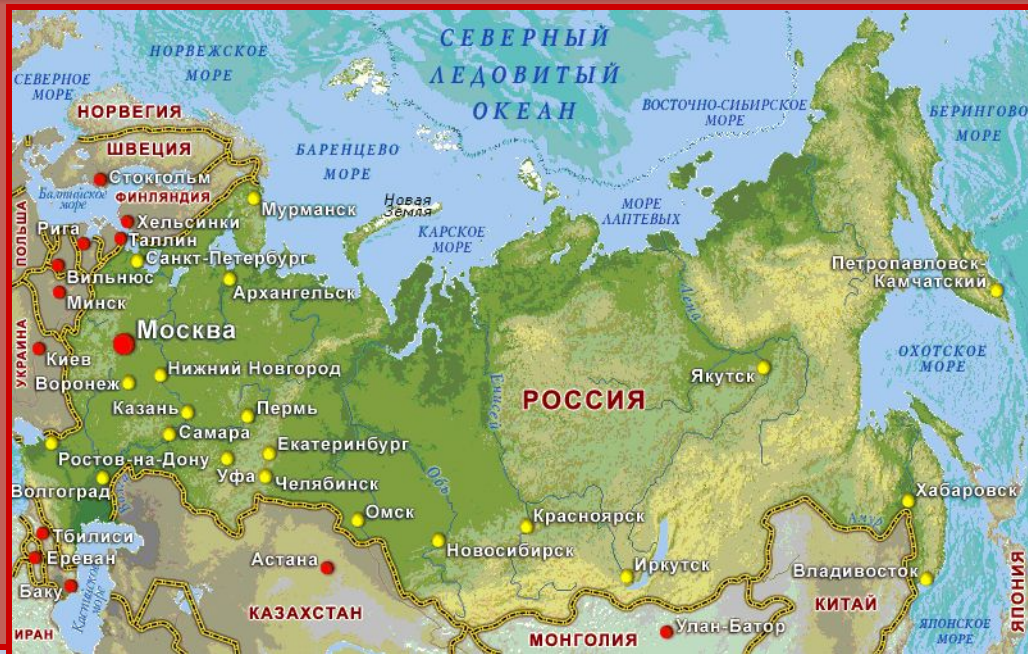 СЕВЕРНЫЙ
ЛЕДОВИТЫЙ
ОКЕАН
НОРВЕЖСКОЕ
МОРЕ
СЕВЕРНОЕ
МОРЕ
НОРВЕГИЯ
ВОСТОЧНО-СИБИРСКОЕ
МОРЕ
БЕРИНГОВО
МОРЕ
ШВЕЦИЯ
БАРЕНЦЕВО
МОРЕ
Стокгольм
Балтийское
море
ФИНЛЯНДИЯ
Мурманск
Новая
Земля
МОРЕ
ЛАПТЕВЫХ
КАРСКОЕ
МОРЕ
ПОЛЬША
Рига
Хельсинки
Таллин
Санкт-Петербург
Вильнюс
Минск
Архангельск
Петропавловск-
Камчатский
Лена
Москва
УКРАИНА
Киев
Воронеж
Нижний Новгород
Енисей
РОССИЯ
Якутск
ОХОТСКОЕ
МОРЕ
Казань
Пермь
Самара
Екатеринбург
Ростов-на-Дону
Уфа
Челябинск
Обь
Волгоград
Омск
Красноярск
Новосибирск
Хабаровск
Амур
Тбилиси
Ереван
Баку
Каспийское
море
Астана
Иркутск
Владивосток
КАЗАХСТАН
КИТАЙ
ЯПОНИЯ
ИРАН
МОНГОЛИЯ
Улан-Батор
ЯПОНСКОЕ
МОРЕ